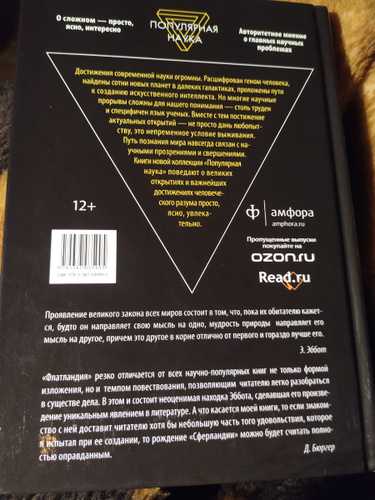 О сложном — просто,
ясно, интересно
ПОПУЛЯРНАЯ
НАУКА
Авторитетное мнение
о главных научных
проблемах
Достижения современной науки огромны. Расшифрован геном человека,
найдены сотни новых планет в далеких галактиках, проложены пути
к созданию искусственного интеллекта. Но многие научные
прорывы сложны для нашего понимания — столь труден
и специфичен язык ученых. Вместе с тем постижение
актуальных открытий — не просто дань любопыт-
ству, это непременное условие выживания.
Путь познания мира навсегда связан с на-
учными прозрениями и свершениями.
Книги новой коллекции «Популярная
наука» поведают о великих
открытиях и важнейших
достижениях человече-
ского разума просто,
ясно, увлека-
тельно.
12+
амфора
amphora.ru
Пропущенные выпуски
покупайте на
OZON.RU
Read.ru
Проявление великого закона всех миров состоит в том, что, пока их обитателю кажет-
ся, будто он направляет свою мысль на одно, мудрость природы направляет его
мысль на другое, причем это другое в корне отлично от первого и гораздо лучше его.
Э. Эббот
«Флатландия» резко отличается от всех научно-популярных книг не только формой
изложения, но и темпом повествования, позволяющим читателю легко разобраться
в существе дела. В этом и состоит неоценимая находка Эббота, сделавшая его произве-
дение уникальным явлением в литературе. А что касается моей книги, то если знаком-
ство с ней доставит читателю хотя бы небольшую часть того удовольствия, которое
я испытал при ее создании, то рождение «Сферландии» можно будет считать полно-
стью оправданным.
Д. Бюргер